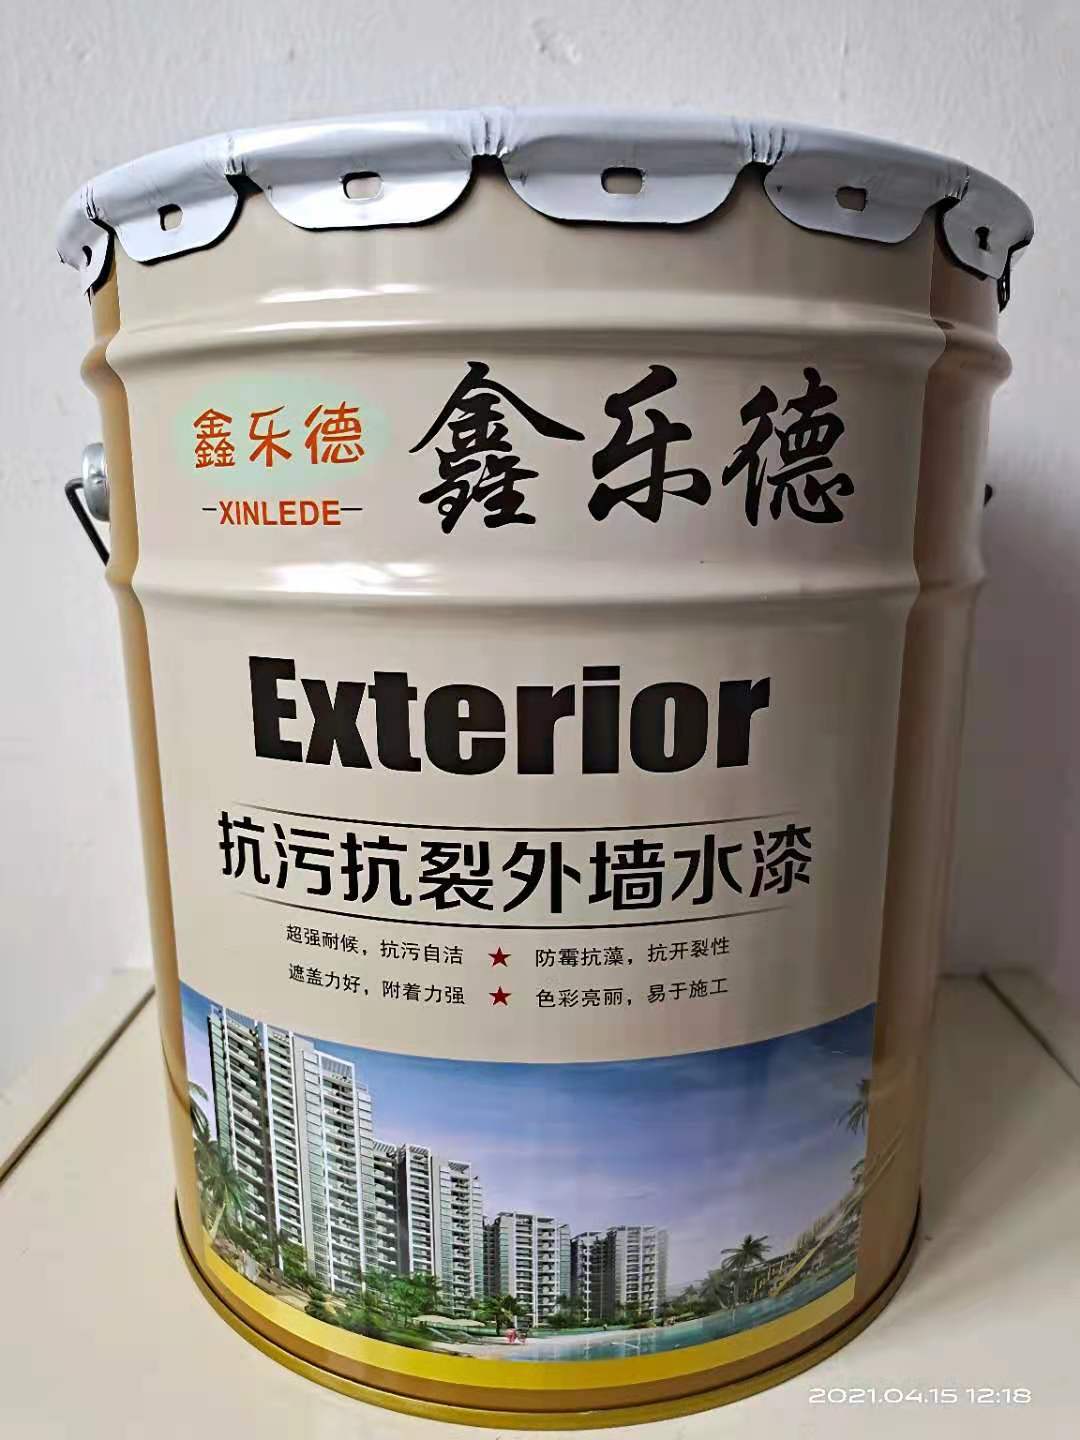 鑫乐德
XINLEDE
鑫乐德
Exterior
抗污抗裂外墙水漆
超强耐候，抗污自洁 ★ 防霉抗藻，抗开裂性
遮盖力好，附着力强 ★ 色彩亮丽，易于施工
2021.04.15 12:18